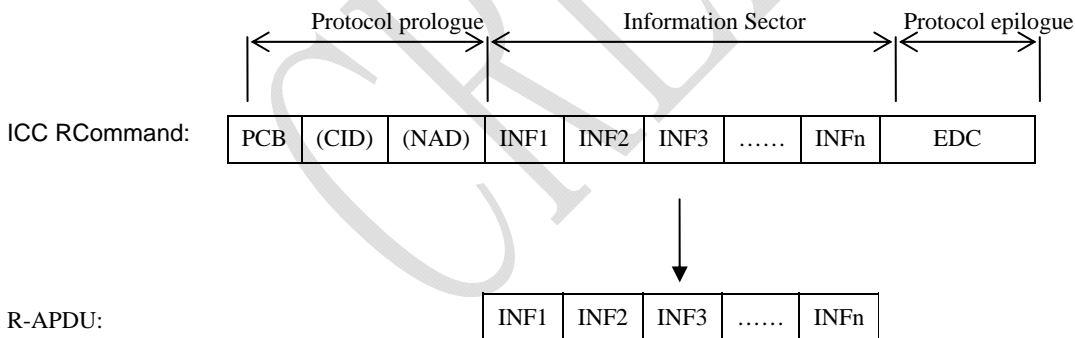 Protocol prologue Information Sector Protocol epilogue
ICC RCommand: PCB (CID) (NAD) INF1 INF2 INF3 …… INFn EDC
R-APDU: INF1 INF2 INF3 …… INFn